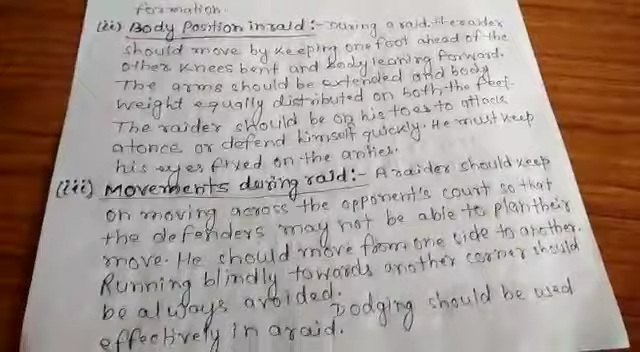 formation.
(ii) Body Position in raid :- During a raid. the raider
should move by keeping one foot ahead of the
other knees bent and body leaning forward.
The arms should be extended and body
weight equally distributed on both the feet.
The raider should be on his toes to attack
atonce or defend himself quickly. He must keep
his eyes fixed on the anties.
(iii) Movements during raid :- A raider should keep
on moving across the opponent's court so that
the defenders may not be able to plan their
move. He should move from one side to another.
Running blindly towards another corner should
be always avoided. Dodging should be used
effectively in a raid.